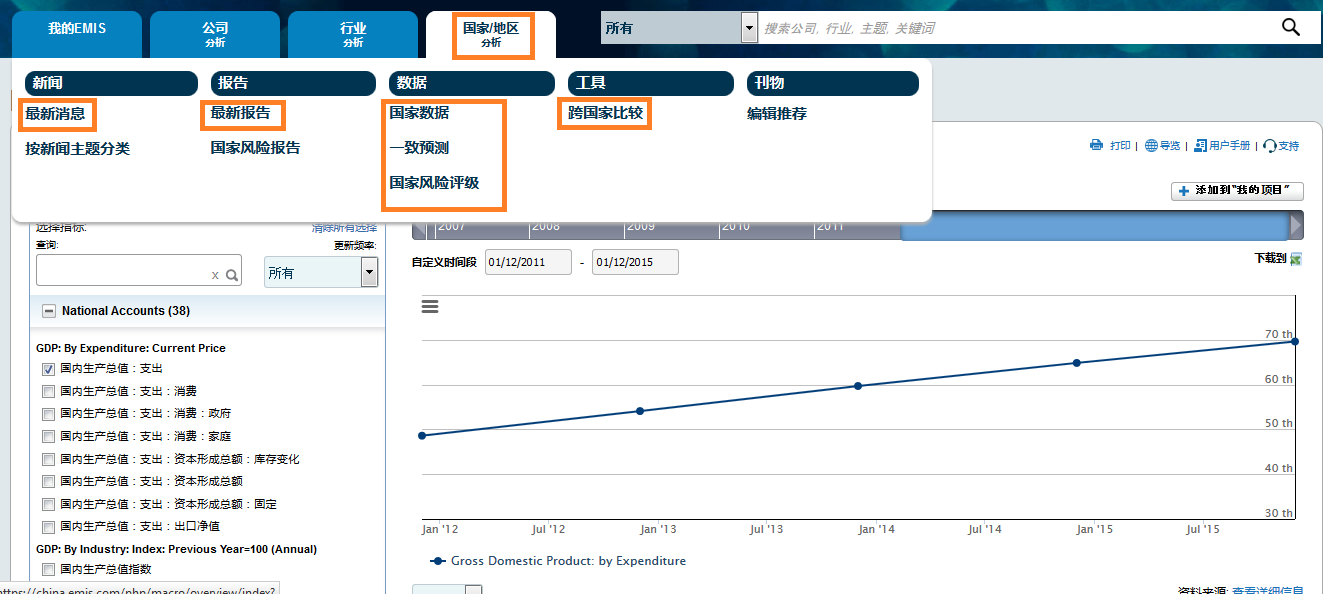 我的EMIS
公司
分析
行业
分析
国家/地区
分析
所有
搜索公司, 行业, 主题, 关键词
新闻
报告
数据
工具
刊物
最新消息
最新报告
国家数据
跨国家比较
编辑推荐
按新闻主题分类
国家风险报告
一致预测
国家风险评级
打印 | 导览 | 用户手册 | 支持
添加到"我的项目"
选择指标:
清除所有选择
2007 2008 2009 2010 2011
查询:
更新频率:
x
所有
自定义时间段 01/12/2011 - 01/12/2015
下载到
National Accounts (38)
GDP: By Expenditure: Current Price
国内生产总值：支出
国内生产总值：支出：消费
国内生产总值：支出：消费：政府
国内生产总值：支出：消费：家庭
国内生产总值：支出：资本形成总额：库存变化
国内生产总值：支出：资本形成总额
国内生产总值：支出：资本形成总额：固定
国内生产总值：支出：出口净值
GDP: By Industry: Index: Previous Year=100 (Annual)
国内生产总值指数
70 th
60 th
50 th
40 th
30 th
Jan '12 Jul '12 Jan '13 Jul '13 Jan '14 Jul '14 Jan '15 Jul '15
Gross Domestic Product: by Expenditure
https://china.emis.com/php/macro/overview/index?
资料来源: 查看详细信息